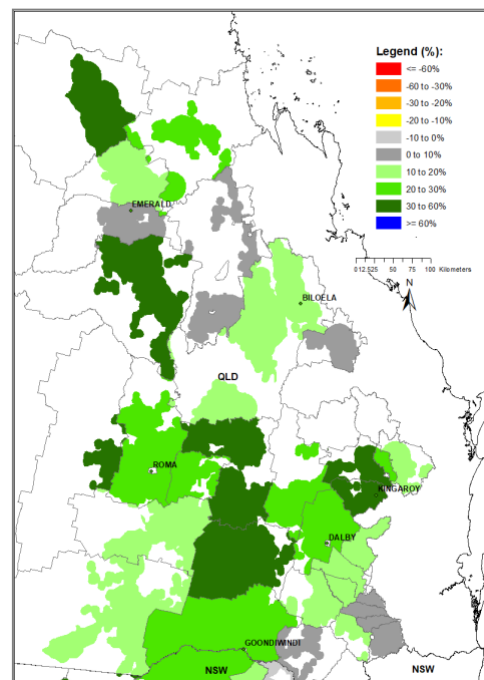 Legend (%):
<= -60%
-60 to -30%
-30 to -20%
-20 to -10%
-10 to 0%
0 to 10%
10 to 20%
20 to 30%
30 to 60%
>= 60%
0 12.525 50 75 100 Kilometers
N
EMERALD
BILOELA
QLD
ROMA
KINGAROY
DALBY
GOONDIWINDI
NSW NSW